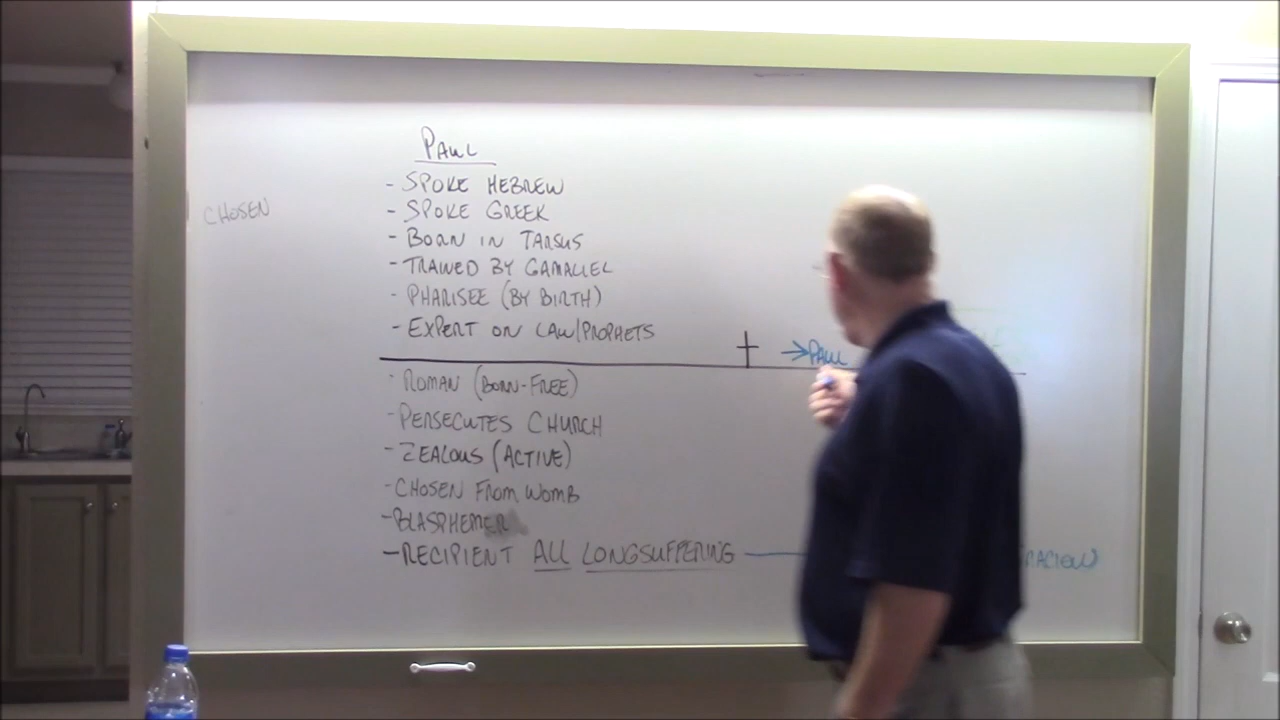 PAUL
CHOSEN
- SPOKE HEBREW
- SPOKE GREEK
- BORN IN TARSUS
- TRAINED BY GAMALIEL
- PHARISEE (BY BIRTH)
- EXPERT ON LAW/PROPHETS
→PAUL
- ROMAN (BORN-FREE)
- PERSECUTES CHURCH
- ZEALOUS (ACTIVE)
- CHOSEN FROM WOMB
- BLASPHEMER
- RECIPIENT ALL LONGSUFFERING